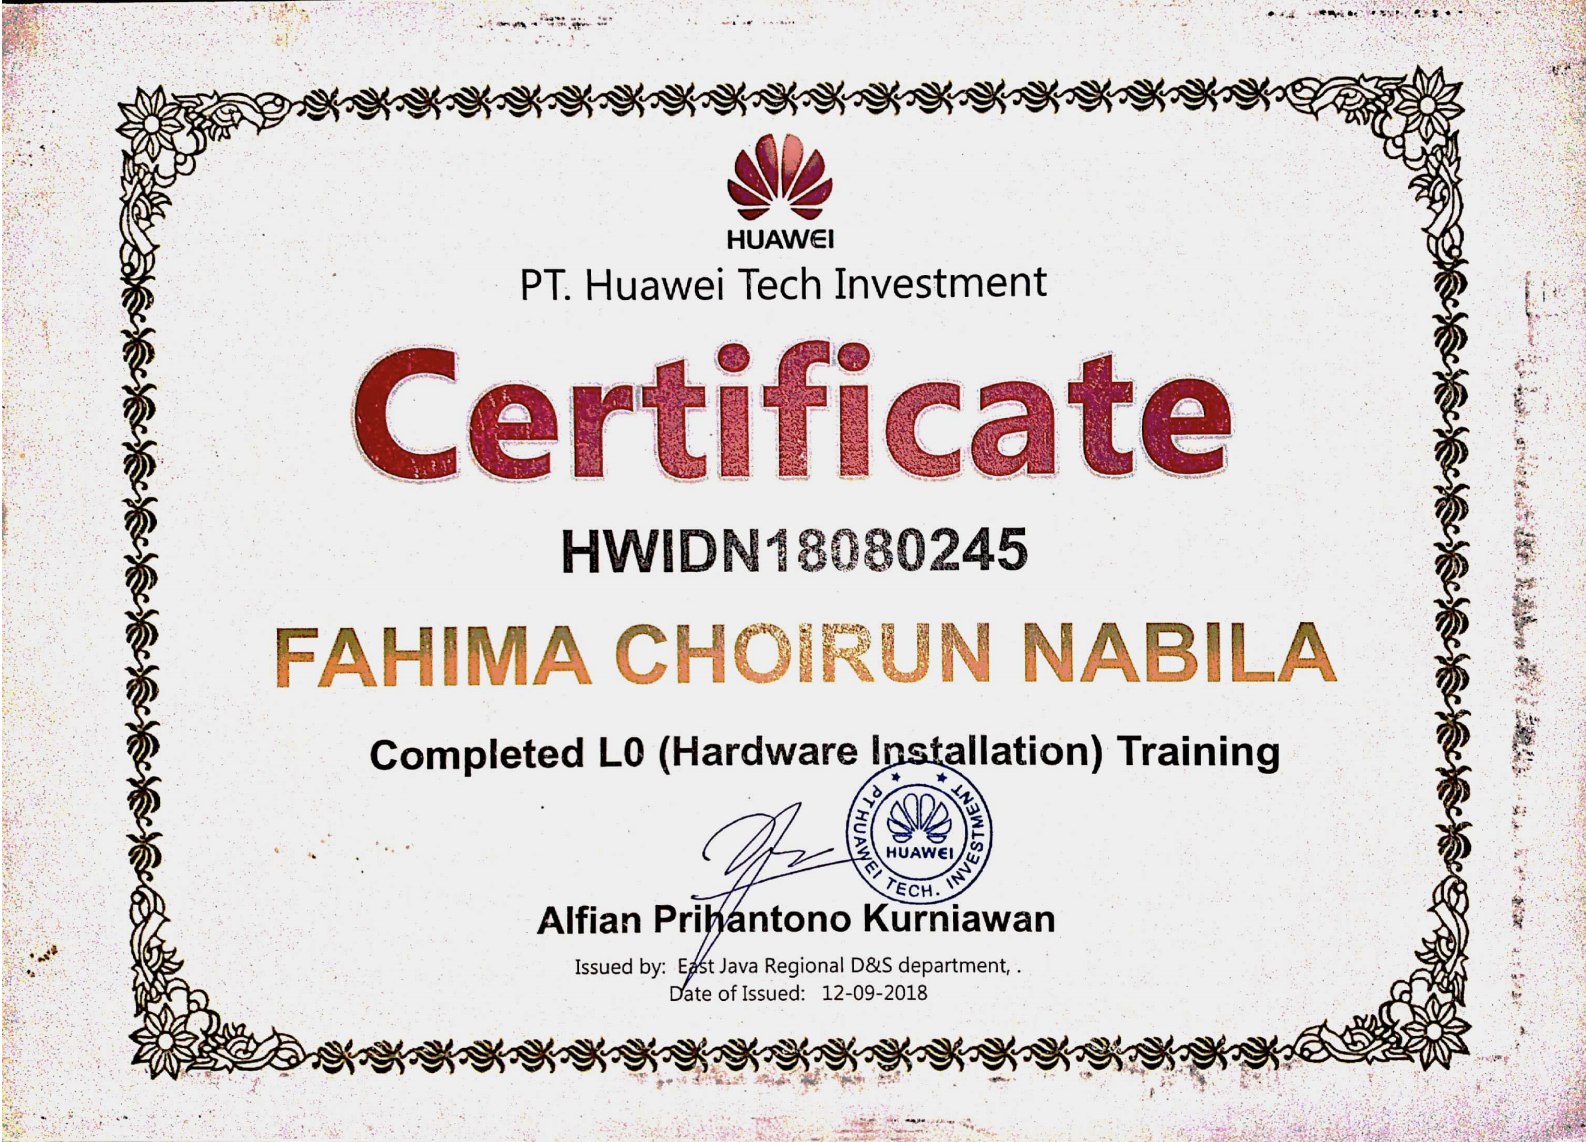 HUAWEI
PT. Huawei Tech Investment
Certificate
HWIDN18080245
FAHIMA CHOIRUN NABILA
Completed L0 (Hardware Installation) Training
PT HUAWEI TECH. INVESTMENT
HUAWEI
Alfian Prihantono Kurniawan
Issued by: East Java Regional D&S department, .
Date of Issued: 12-09-2018